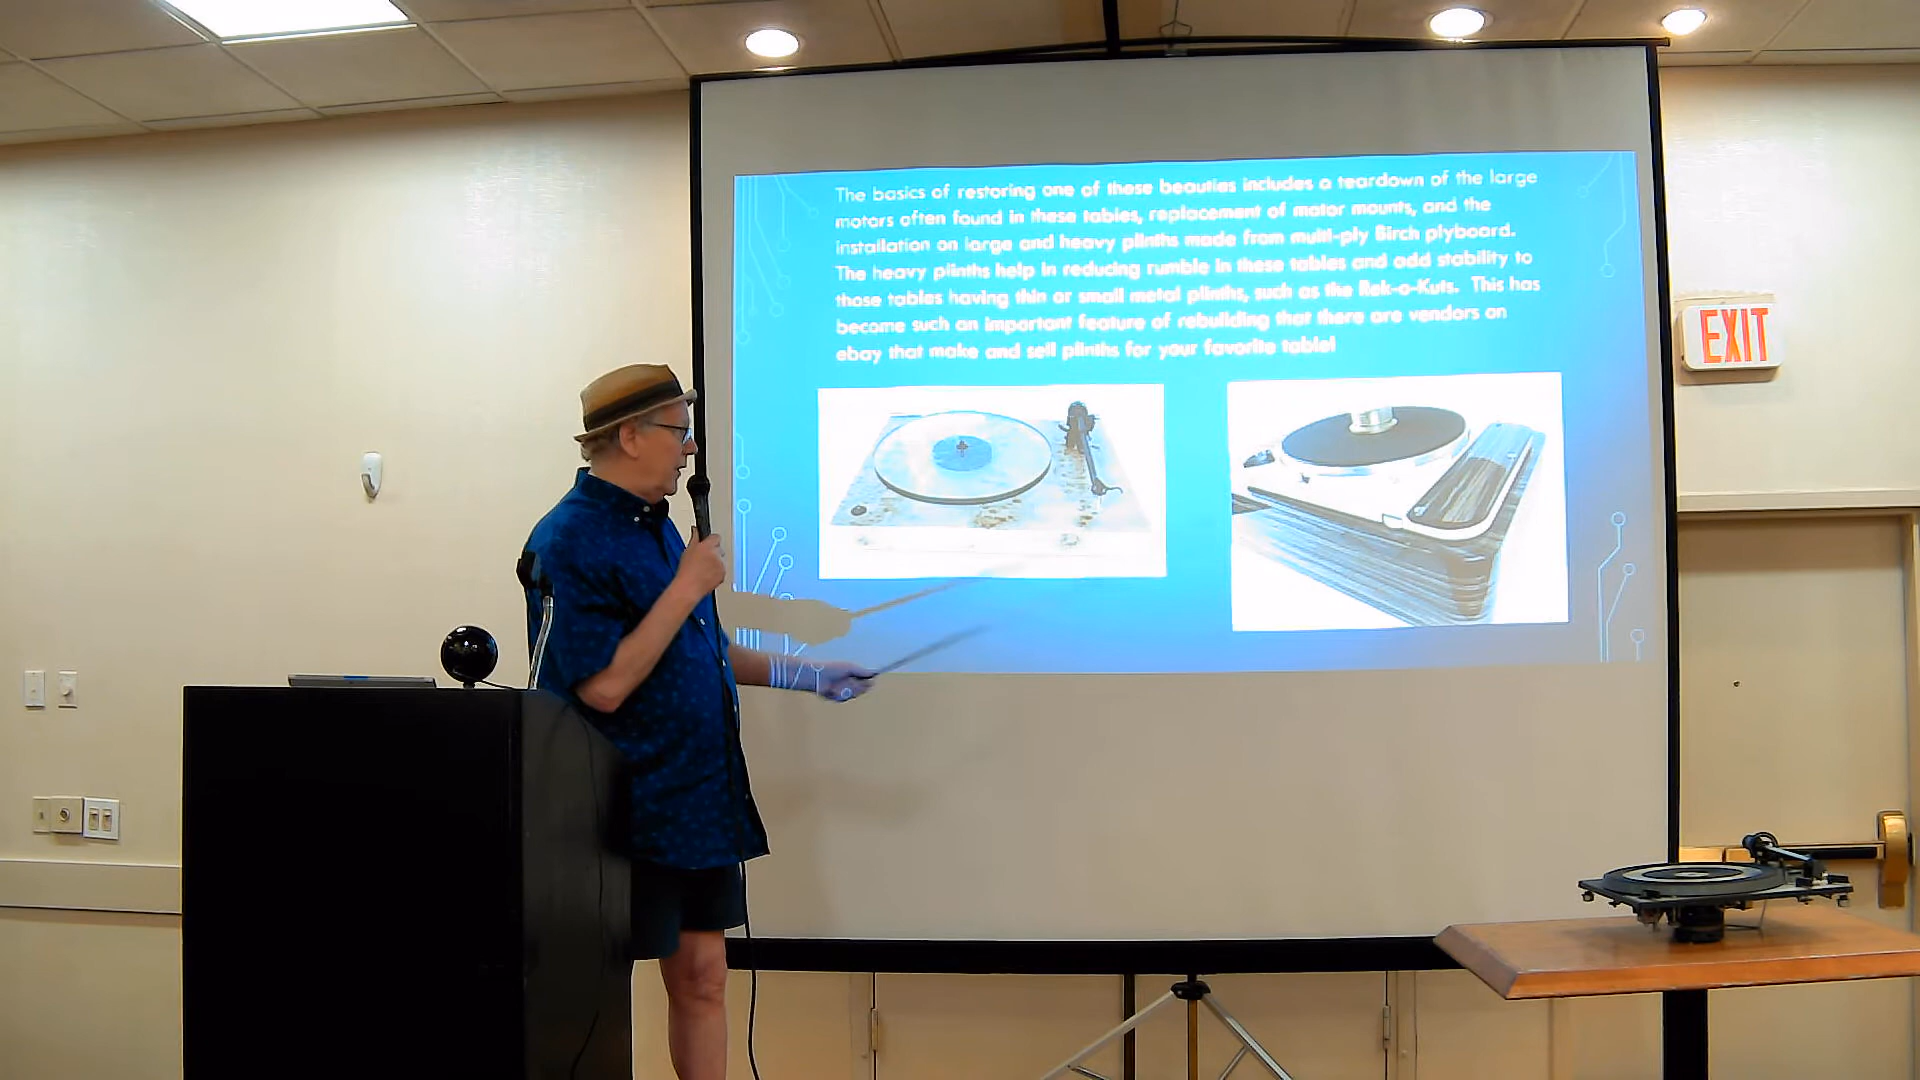 The basics of restoring one of these beauties includes a teardown of the large
motors often found in these tables, replacement of motor mounts, and the
installation on large and heavy plinths made from multi-ply Birch plyboard.
The heavy plinths help in reducing rumble in these tables and add stability to
those tables having thin or small metal plinths, such as the Rek-o-Kuts. This has
become such an important feature of rebuilding that there are vendors on
ebay that make and sell plinths for your favorite table!
EXIT